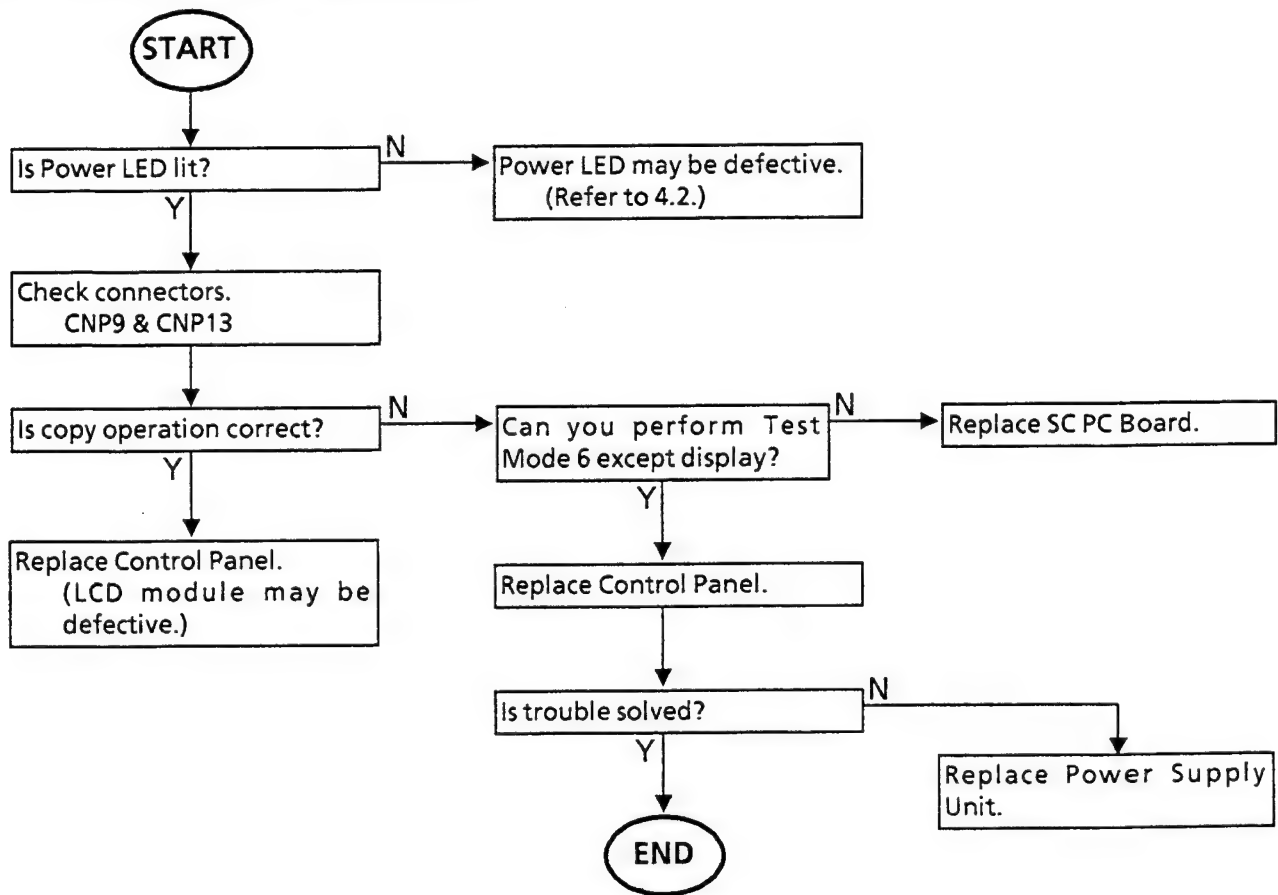 START
Is Power LED lit?
N
Power LED may be defective.
(Refer to 4.2.)
Y
Check connectors.
CNP9 & CNP13
Is copy operation correct?
N
Can you perform Test
Mode 6 except display?
N
Replace SC PC Board.
Y
Replace Control Panel.
(LCD module may be
defective.)
Y
Replace Control Panel.
Is trouble solved?
N
Replace Power Supply
Unit.
Y
END